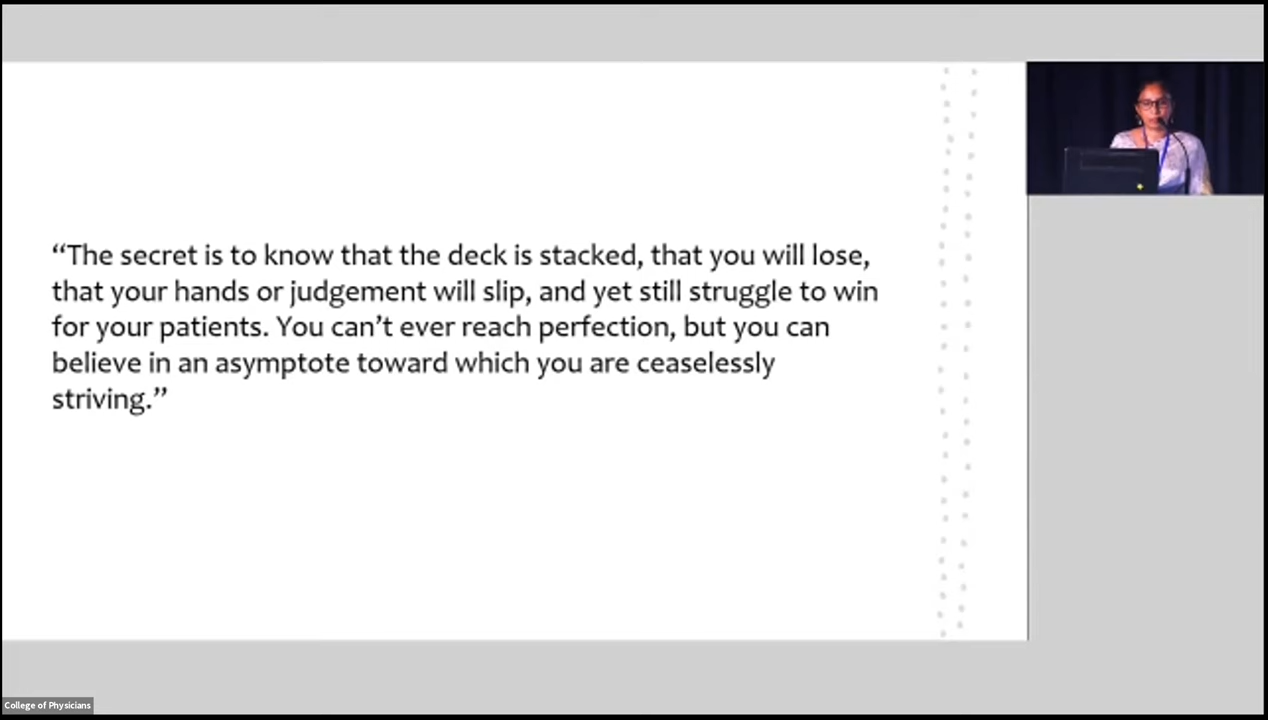 “The secret is to know that the deck is stacked, that you will lose,
that your hands or judgement will slip, and yet still struggle to win
for your patients. You can’t ever reach perfection, but you can
believe in an asymptote toward which you are ceaselessly
striving.”
College of Physicians